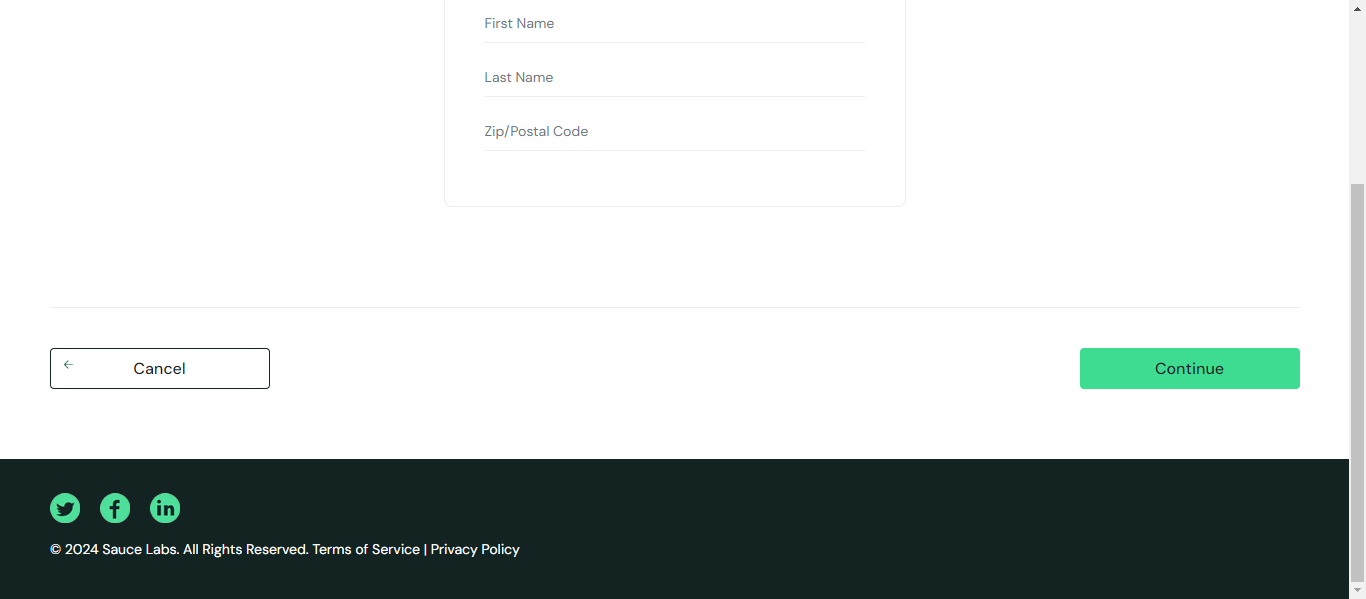 First Name
Last Name
Zip/Postal Code
Cancel
Continue
© 2024 Sauce Labs. All Rights Reserved. Terms of Service | Privacy Policy